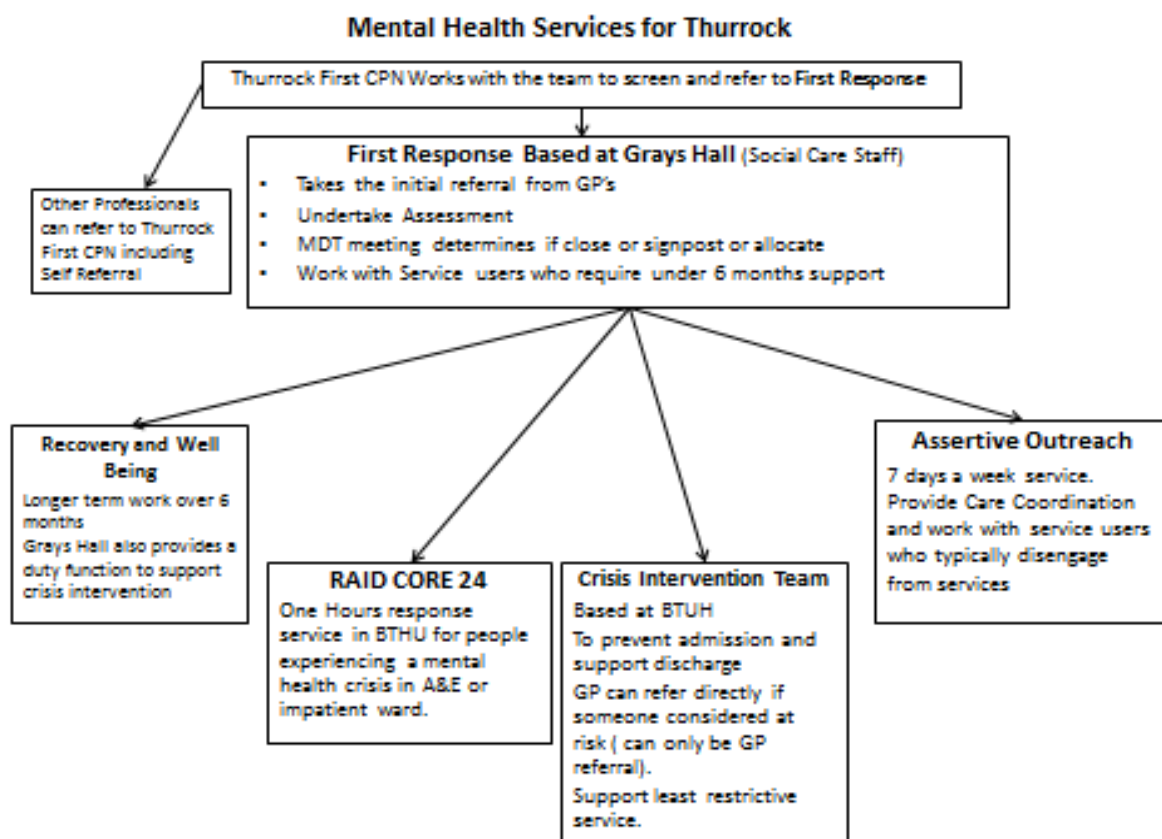 Mental Health Services for Thurrock
Thurrock First CPN Works with the team to screen and refer to First Response
First Response Based at Grays Hall (Social Care Staff)
• Takes the initial referral from GP's
• Undertake Assessment
• MDT meeting determines if close or signpost or allocate
• Work with Service users who require under 6 months support
Other Professionals
can refer to Thurrock
First CPN including
Self Referral
Recovery and Well
Being
Longer term work over 6
months
Grays Hall also provides a
duty function to support
crisis intervention
RAID CORE 24
One Hours response
service in BTHU for people
experiencing a mental
health crisis in A&E or
impatient ward.
Crisis Intervention Team
Based at BTUH
To prevent admission and
support discharge
GP can refer directly if
someone considered at
risk ( can only be GP
referral).
Support least restrictive
service.
Assertive Outreach
7 days a week service.
Provide Care Coordination
and work with service users
who typically disengage
from services